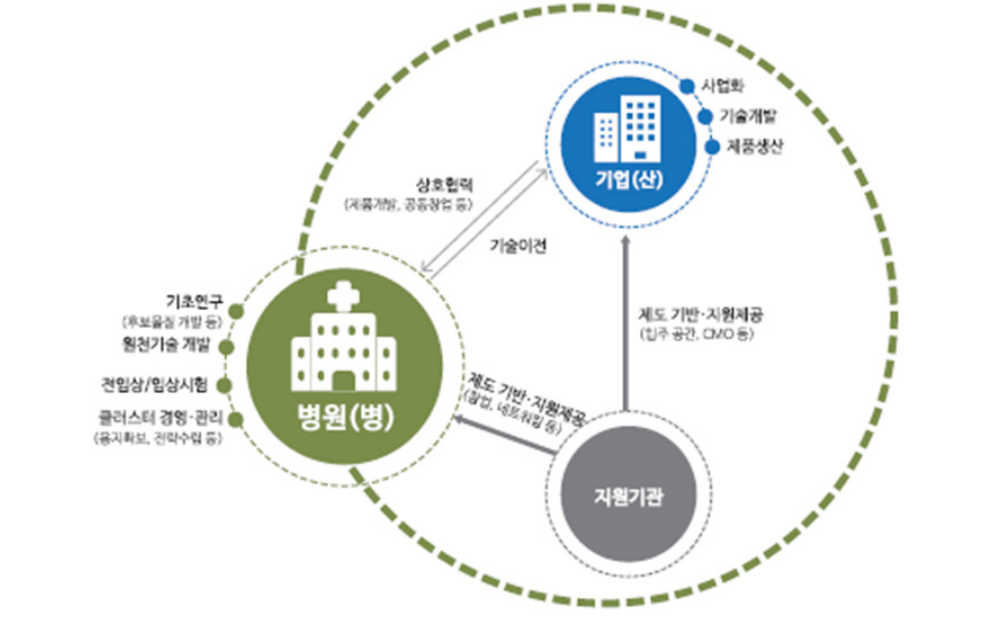 사업화
기술개발
제품생산
기업(산)
상호협력
(제품개발, 공동창업 등)
기술이전
기초연구
(후보물질 개발 등)
원천기술 개발
전임상/임상시험
클러스터 경영·관리
(용지확보, 전략수립 등)
병원(병)
제도 기반·지원제공
(입주 공간, CMO 등)
제도 기반·지원제공
(창업, 네트워킹 등)
지원기관